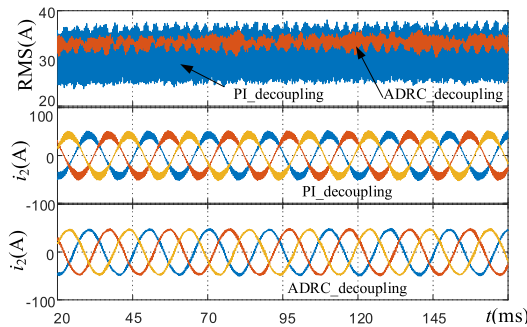 40
RMS(A)
30
20
PI_decoupling
ADRC_decoupling
100
i2(A)
0
PI_decoupling
-100
i2(A)
0
ADRC_decoupling
-100
20 45 70 95 120 145 t(ms)